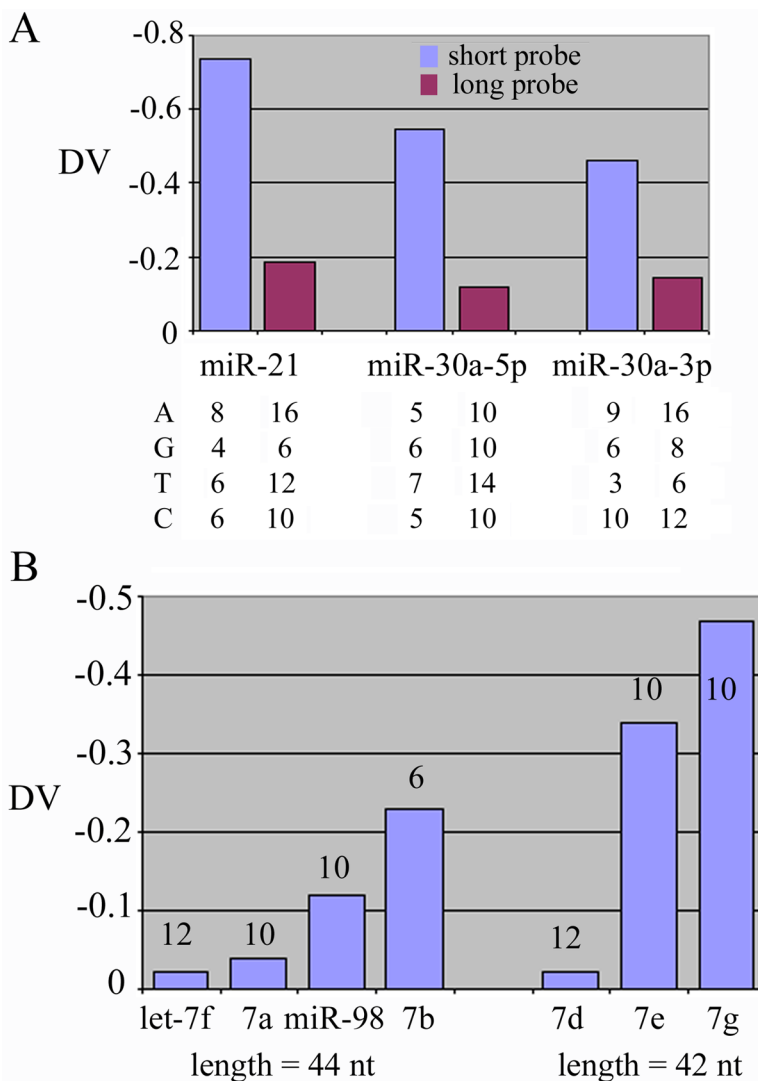 A
-0.8
short probe
long probe
-0.6
DV
-0.4
-0.2
0
miR-21 miR-30a-5p miR-30a-3p
A 8 16 5 10 9 16
G 4 6 6 10 6 8
T 6 12 7 14 3 6
C 6 10 5 10 10 12
B
-0.5
-0.4
10 10
-0.3
6
DV
-0.2
10
-0.1
12 10 12
0
let-7f 7a miR-98 7b 7d 7e 7g
length = 44 nt length = 42 nt